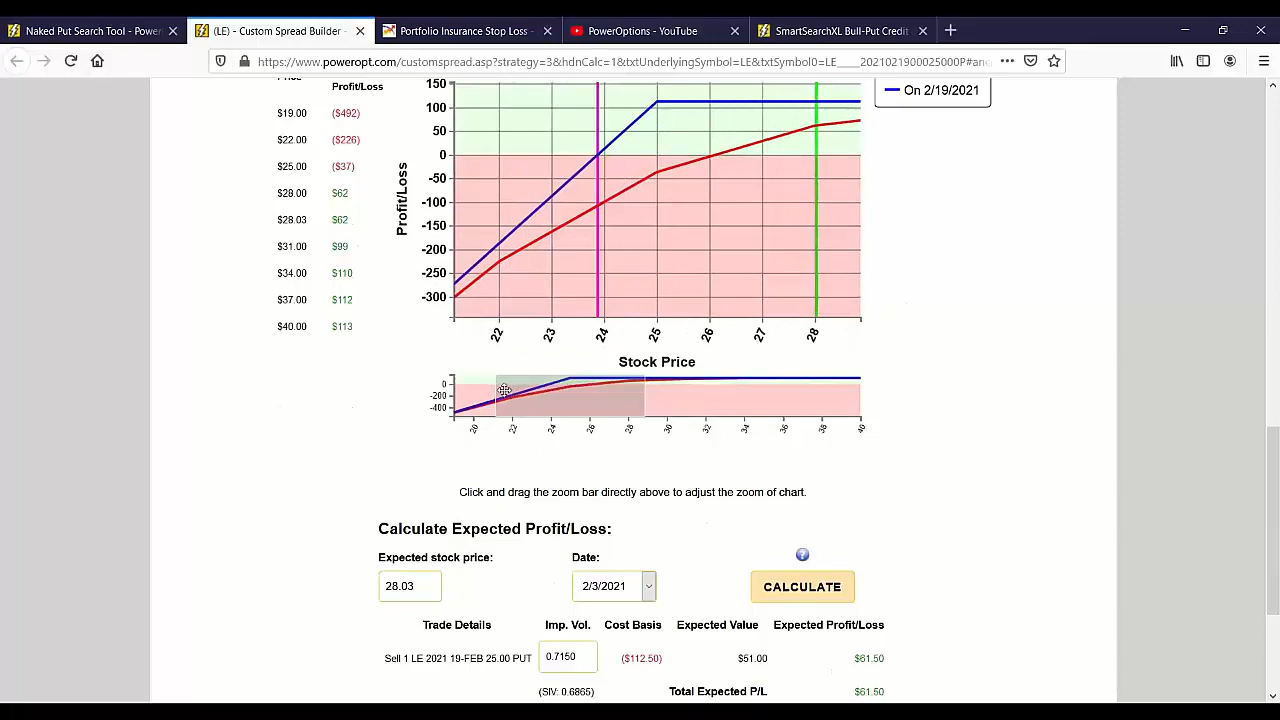 Naked Put Search Tool - Power
(LE) - Custom Spread Builder -
Portfolio Insurance Stop Loss -
PowerOptions - YouTube
SmartSearchXL Bull-Put Credit
https://www.poweropt.com/customspread.asp?strategy=3&hdnCalc=1&txtUnderlyingSymbol=LE&txtSymbol0=LE____2021021900025000P#an
Profit/Loss
$19.00 ($492)
$22.00 ($226)
$25.00 ($37)
$28.00 $62
$28.03 $62
$31.00 $99
$34.00 $110
$37.00 $112
$40.00 $113
150
100
50
0
-50
-100
-150
-200
-250
-300
Profit/Loss
On 2/19/2021
22 23 24 25 26 27 28
Stock Price
0
-200
-400
20 22 24 26 28 30 32 34 36 38 40
Click and drag the zoom bar directly above to adjust the zoom of chart.
Calculate Expected Profit/Loss:
Expected stock price: Date: ?
28.03 2/3/2021 CALCULATE
Trade Details Imp. Vol. Cost Basis Expected Value Expected Profit/Loss
Sell 1 LE 2021 19-FEB 25.00 PUT 0.7150 ($112.50) $51.00 $61.50
(SIV: 0.6865) Total Expected P/L $61.50